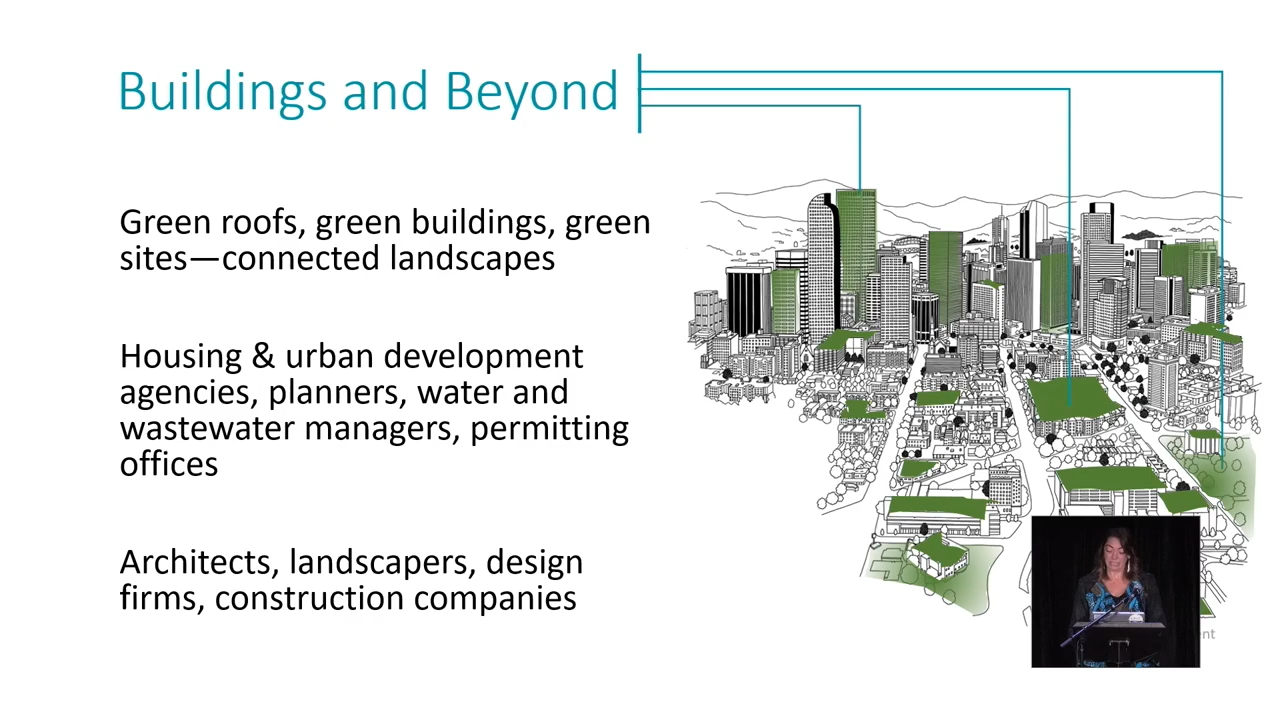 Buildings and Beyond
Green roofs, green buildings, green
sites—connected landscapes
Housing & urban development
agencies, planners, water and
wastewater managers, permitting
offices
Architects, landscapers, design
firms, construction companies